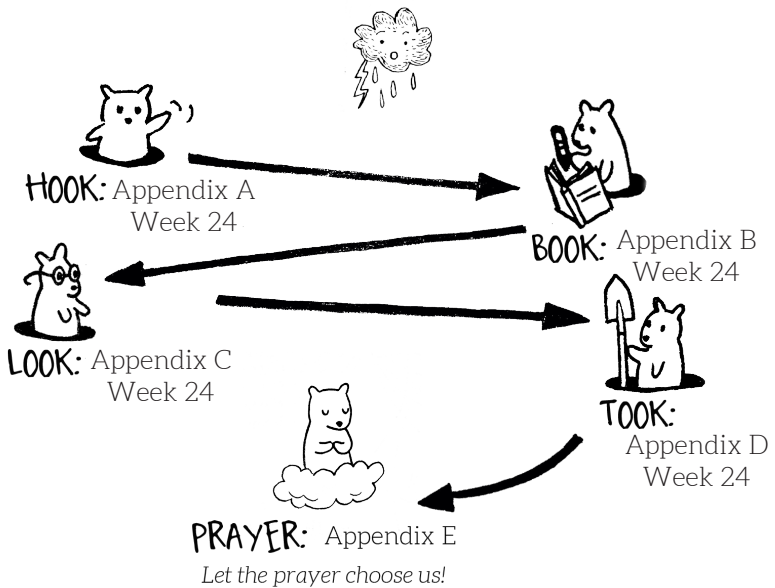 HOOK: Appendix A
Week 24
BOOK: Appendix B
Week 24
LOOK: Appendix C
Week 24
TOOK:
Appendix D
Week 24
PRAYER: Appendix E
Let the prayer choose us!